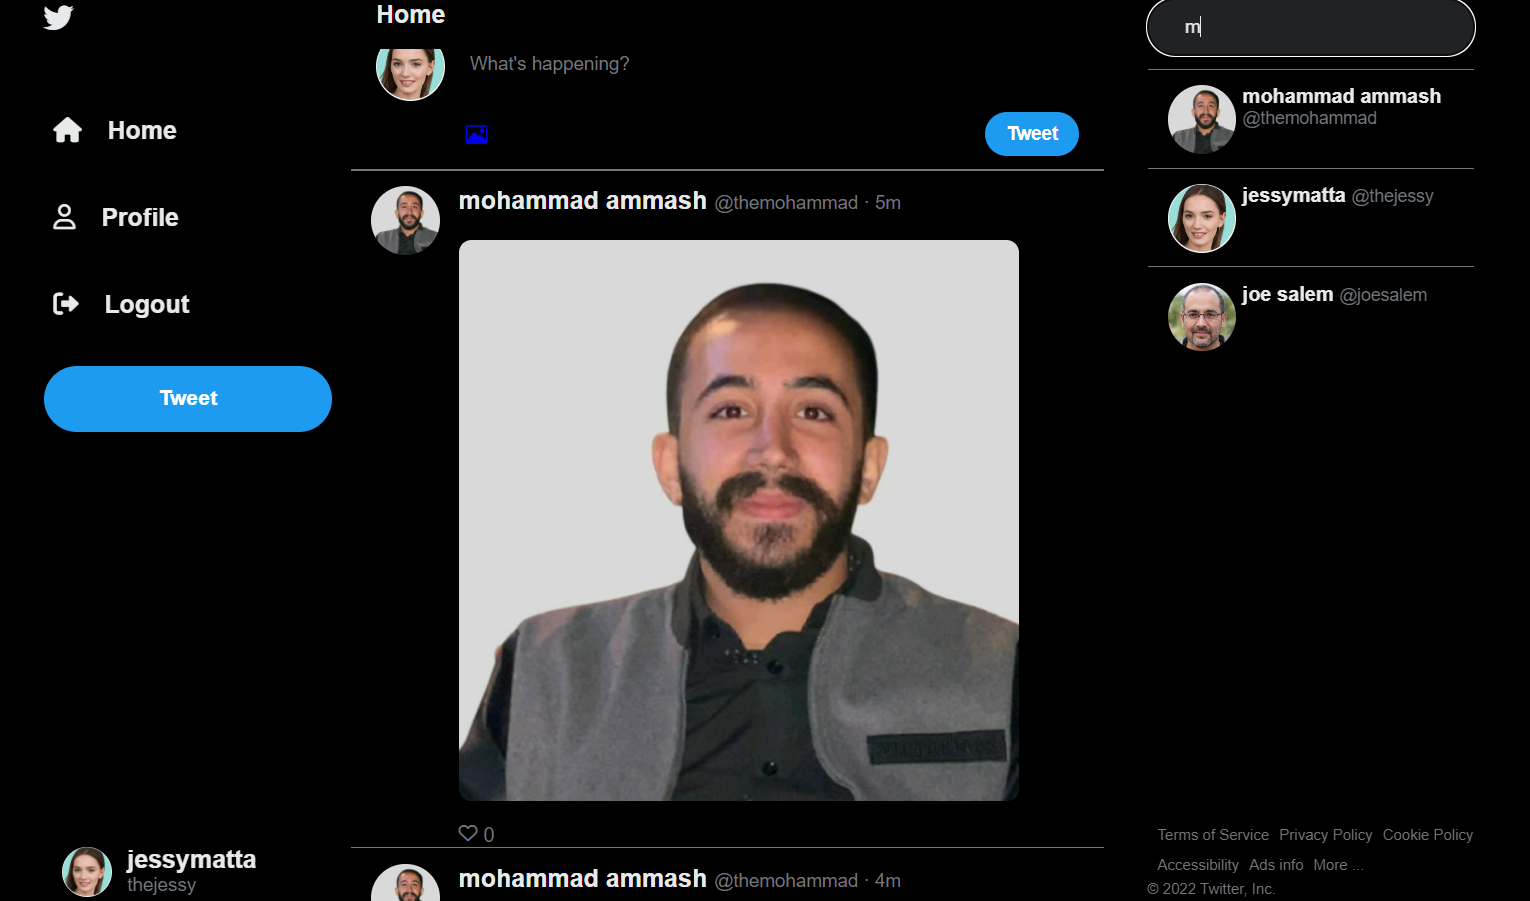 Home
Profile
Logout
Tweet
jessymatta
thejessy
Home
What's happening?
Tweet
mohammad ammash @themohammad · 5m
0
mohammad ammash @themohammad · 4m
m
mohammad ammash
@themohammad
jessymatta @thejessy
joe salem @joesalem
Terms of Service Privacy Policy Cookie Policy
Accessibility Ads info More ...
© 2022 Twitter, Inc.